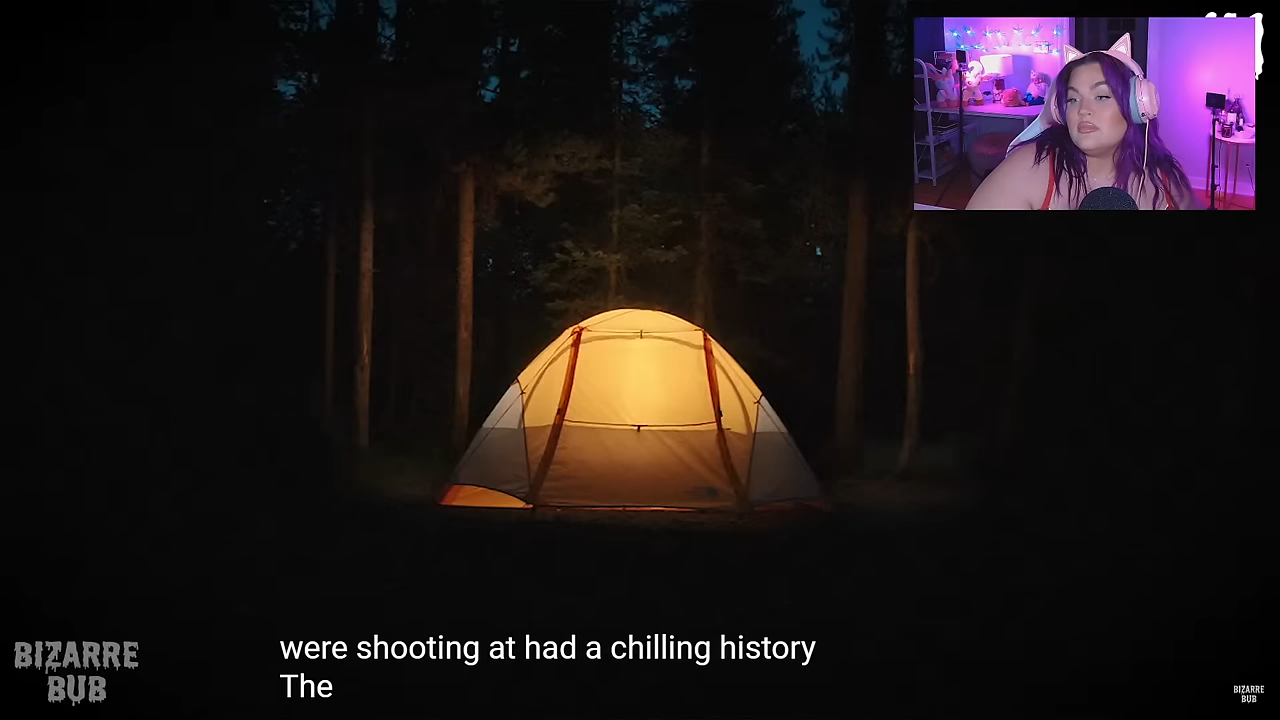 were shooting at had a chilling history
The
BIZARRE
BUB
BIZARRE
BUB